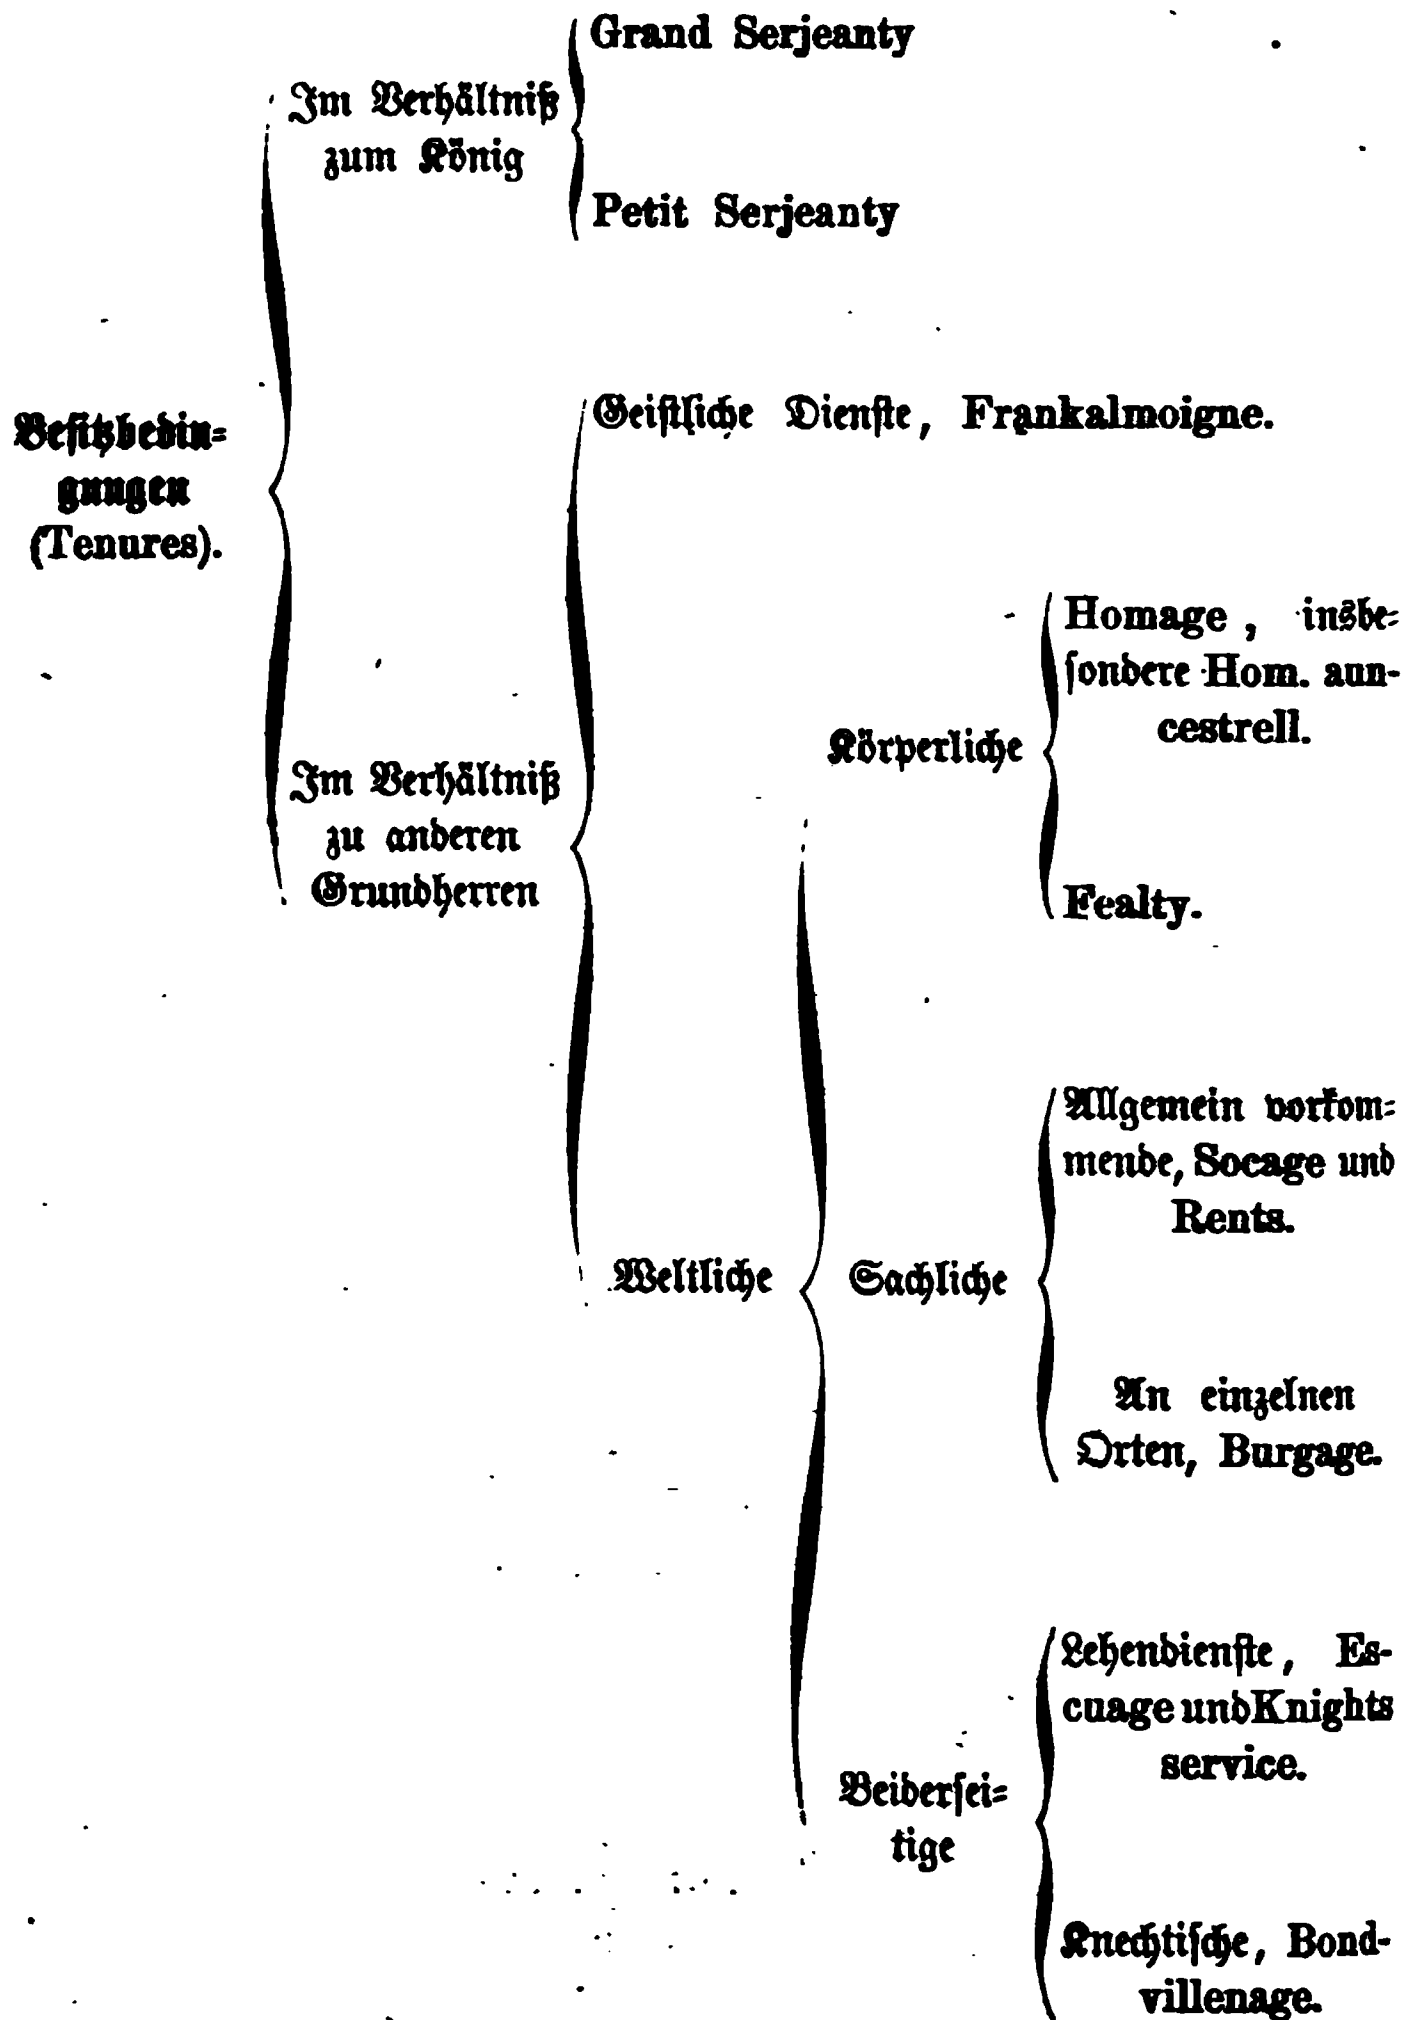 Besitzbedin=
gungen
(Tenures).
Im Verhältniß
zum König
Grand Serjeanty
Petit Serjeanty
Im Verhältniß
zu anderen
Grundherren
Geistliche Dienste, Frankalmoigne.
Weltliche
Körperliche
Homage, insbe=
sondere Hom. aun-
cestrell.
Fealty.
Sachliche
Allgemein vorkom=
mende, Socage und
Rents.
An einzelnen
Orten, Burgage.
Beidersei=
tige
Lehendienste, Es-
cuage und Knights
service.
Knechtische, Bond-
villenage.